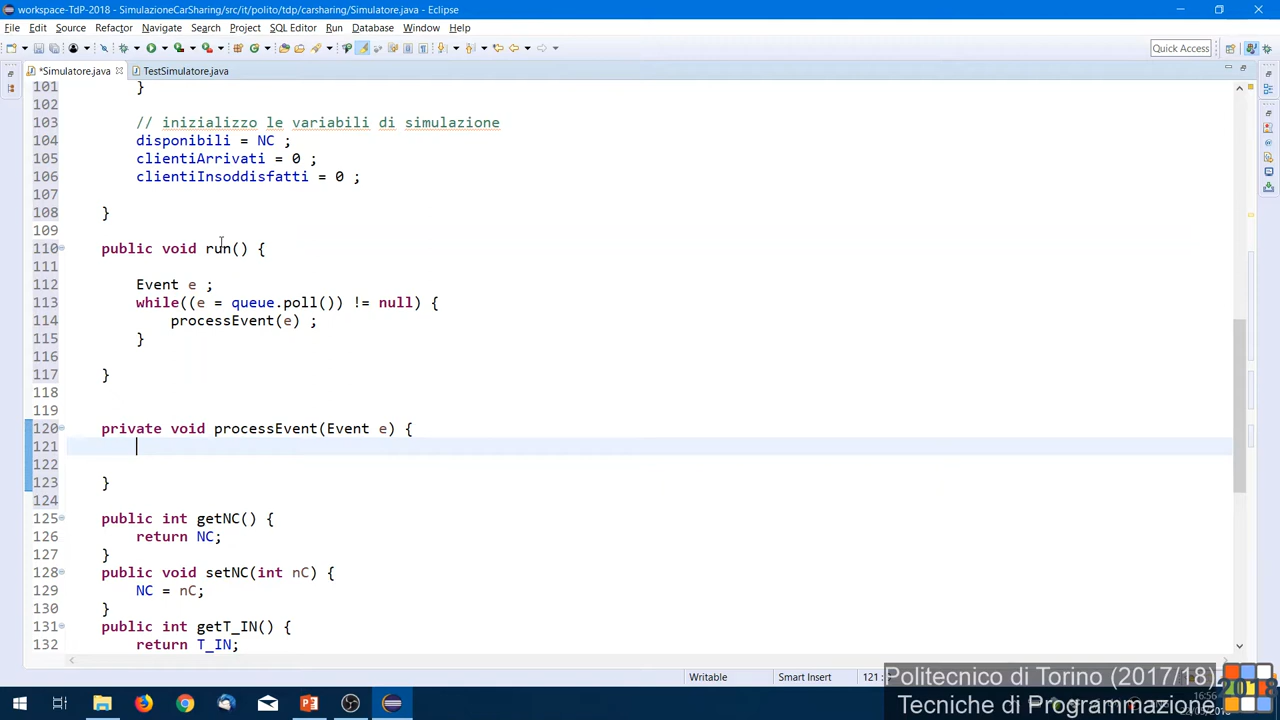 workspace-TdP-2018 - SimulazioneCarSharing/src/it/polito/tdp/carsharing/Simulatore.java - Eclipse
File Edit Source Refactor Navigate Search Project SQL Editor Run Database Window Help
Quick Access
*Simulatore.java TestSimulatore.java
101 }
102
103 // inizializzo le variabili di simulazione
104 disponibili = NC ;
105 clientiArrivati = 0 ;
106 clientiInsoddisfatti = 0 ;
107
108 }
109
110 public void run() {
111
112 Event e ;
113 while((e = queue.poll()) != null) {
114 processEvent(e) ;
115 }
116
117 }
118
119
120 private void processEvent(Event e) {
121
122
123 }
124
125 public int getNC() {
126 return NC;
127 }
128 public void setNC(int nC) {
129 NC = nC;
130 }
131 public int getT_IN() {
132 return T_IN;
Writable Smart Insert 121 :
Politecnico di Torino (2017/18)
Tecniche di Programmazione
2018
16:56